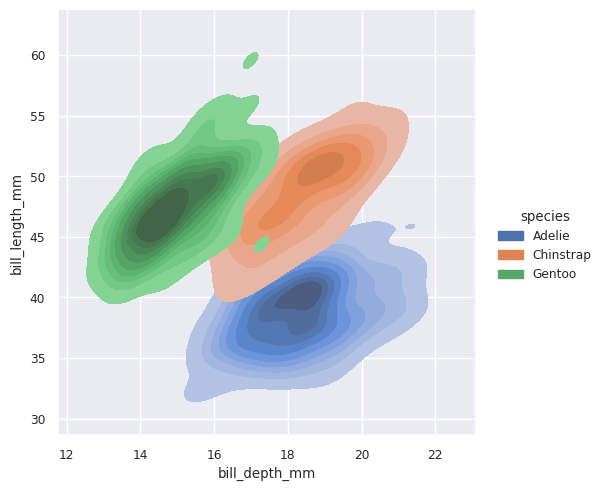 60
55
50
45
40
35
30
bill_length_mm
12 14 16 18 20 22
bill_depth_mm
species
Adelie
Chinstrap
Gentoo